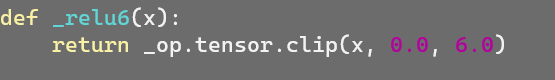 def _relu6(x):
    return _op.tensor.clip(x, 0.0, 6.0)